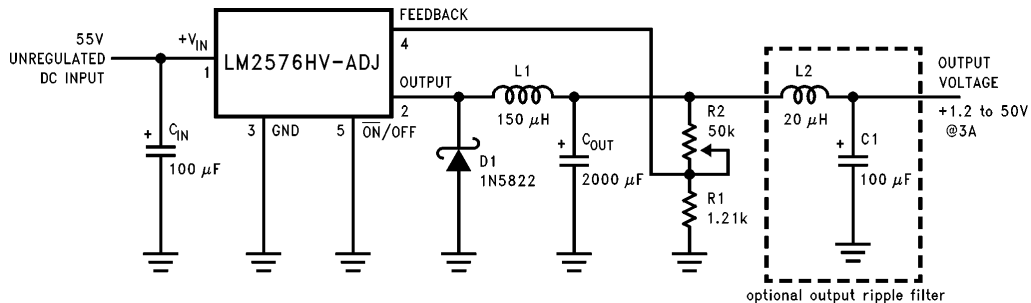 55V
UNREGULATED
DC INPUT
+V_IN
1
LM2576HV-ADJ
FEEDBACK
4
OUTPUT
2
3
GND
5
O̅N̅/OFF
+
C_IN
100 μF
D1
1N5822
L1
150 μH
+
C_OUT
2000 μF
R2
50k
R1
1.21k
L2
20 μH
+
C1
100 μF
OUTPUT
VOLTAGE
+1.2 to 50V
@3A
optional output ripple filter